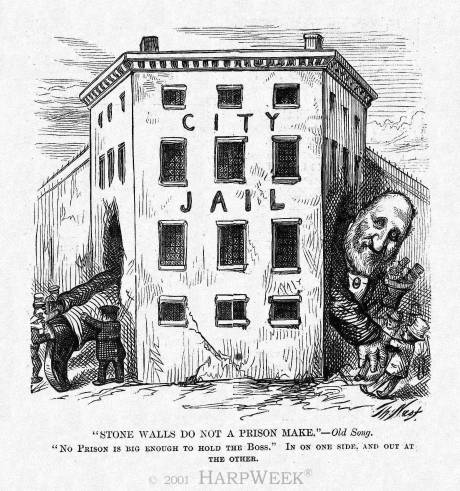 CITY
JAIL
Th. Nast.
"STONE WALLS DO NOT A PRISON MAKE."—Old Song.
"No Prison is big enough to hold the Boss." In on one side, and out at
the other.
© 2001 HARPWEEK®